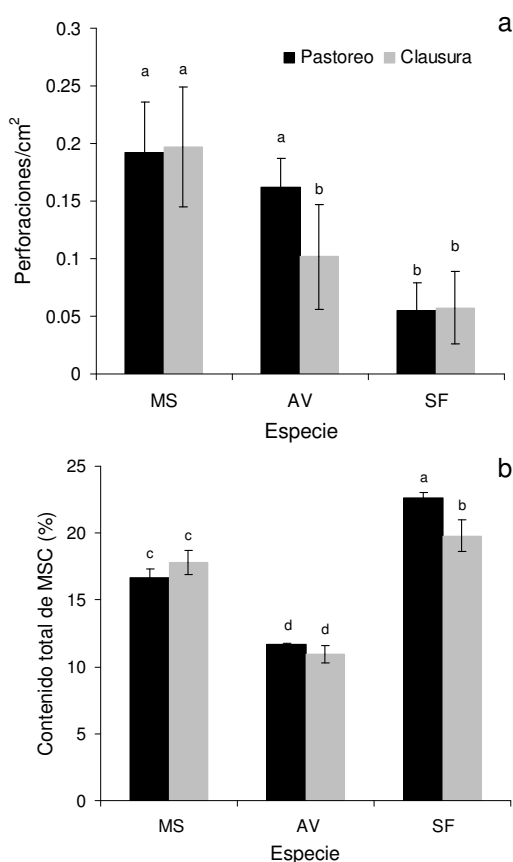 a
0.3
Pastoreo Clausura
a a
0.25
a
0.2
b
Perforaciones/cm²
0.15
b b
0.1
0.05
0
MS AV SF
Especie
b
25
a
b
20
c c
Contenido total de MSC (%)
15
d d
10
5
0
MS AV SF
Especie